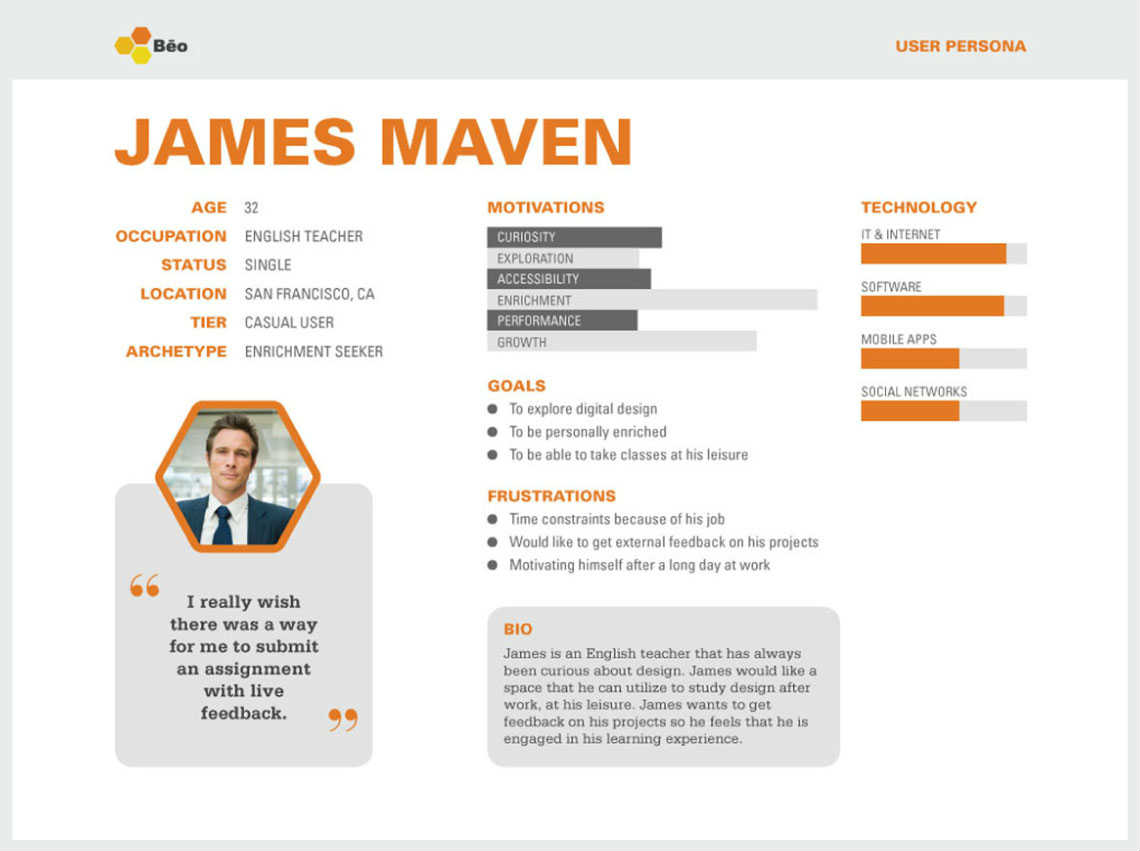 Bēo
USER PERSONA
JAMES MAVEN
AGE 32
OCCUPATION ENGLISH TEACHER
STATUS SINGLE
LOCATION SAN FRANCISCO, CA
TIER CASUAL USER
ARCHETYPE ENRICHMENT SEEKER
“
I really wish
there was a way
for me to submit
an assignment
with live
feedback.
”
MOTIVATIONS
CURIOSITY
EXPLORATION
ACCESSIBILITY
ENRICHMENT
PERFORMANCE
GROWTH
GOALS
● To explore digital design
● To be personally enriched
● To be able to take classes at his leisure
FRUSTRATIONS
● Time constraints because of his job
● Would like to get external feedback on his projects
● Motivating himself after a long day at work
BIO
James is an English teacher that has always
been curious about design. James would like a
space that he can utilize to study design after
work, at his leisure. James wants to get
feedback on his projects so he feels that he is
engaged in his learning experience.
TECHNOLOGY
IT & INTERNET
SOFTWARE
MOBILE APPS
SOCIAL NETWORKS